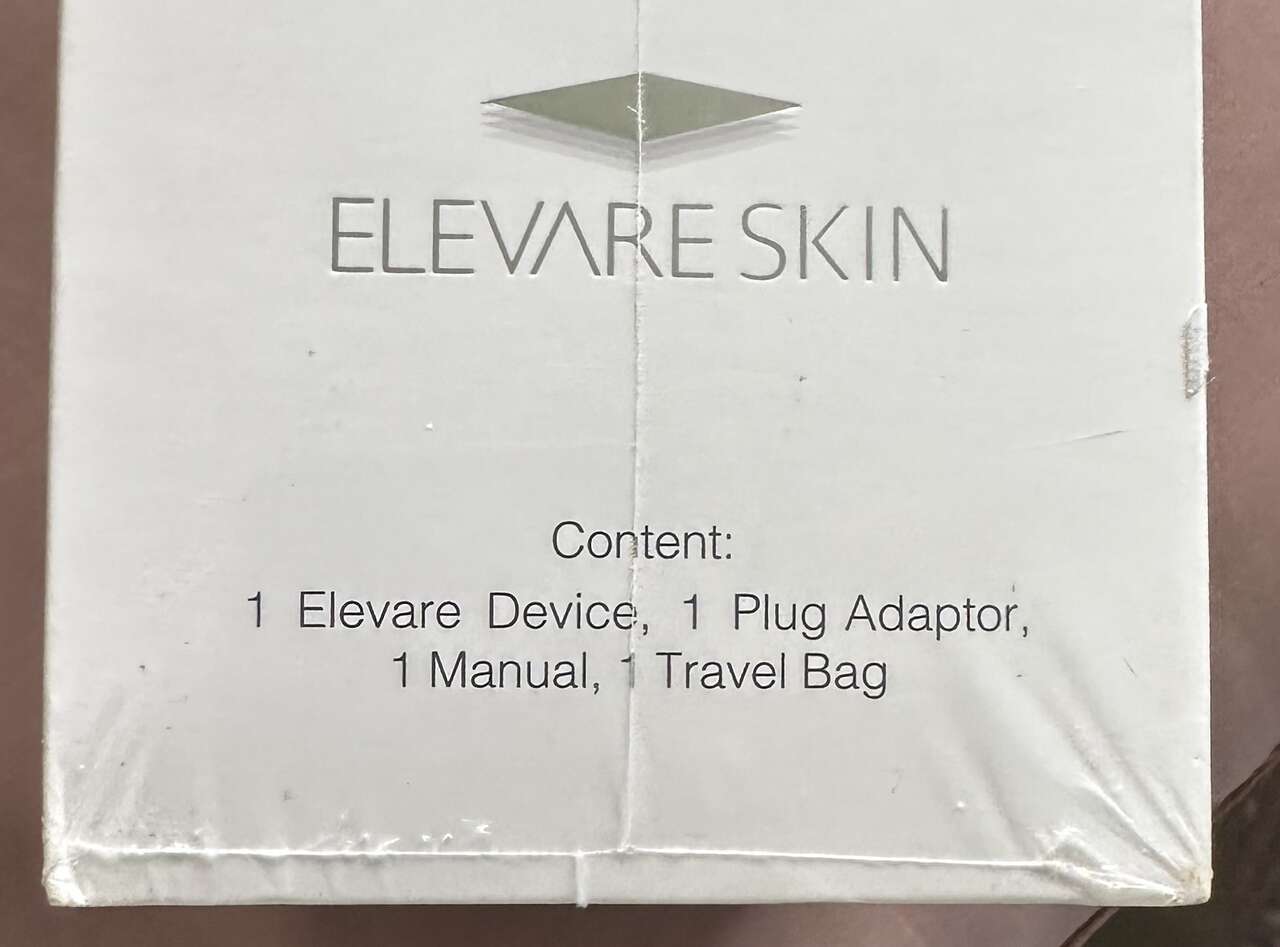 ELEVARE SKIN
Content:
1 Elevare Device, 1 Plug Adaptor,
1 Manual, 1 Travel Bag